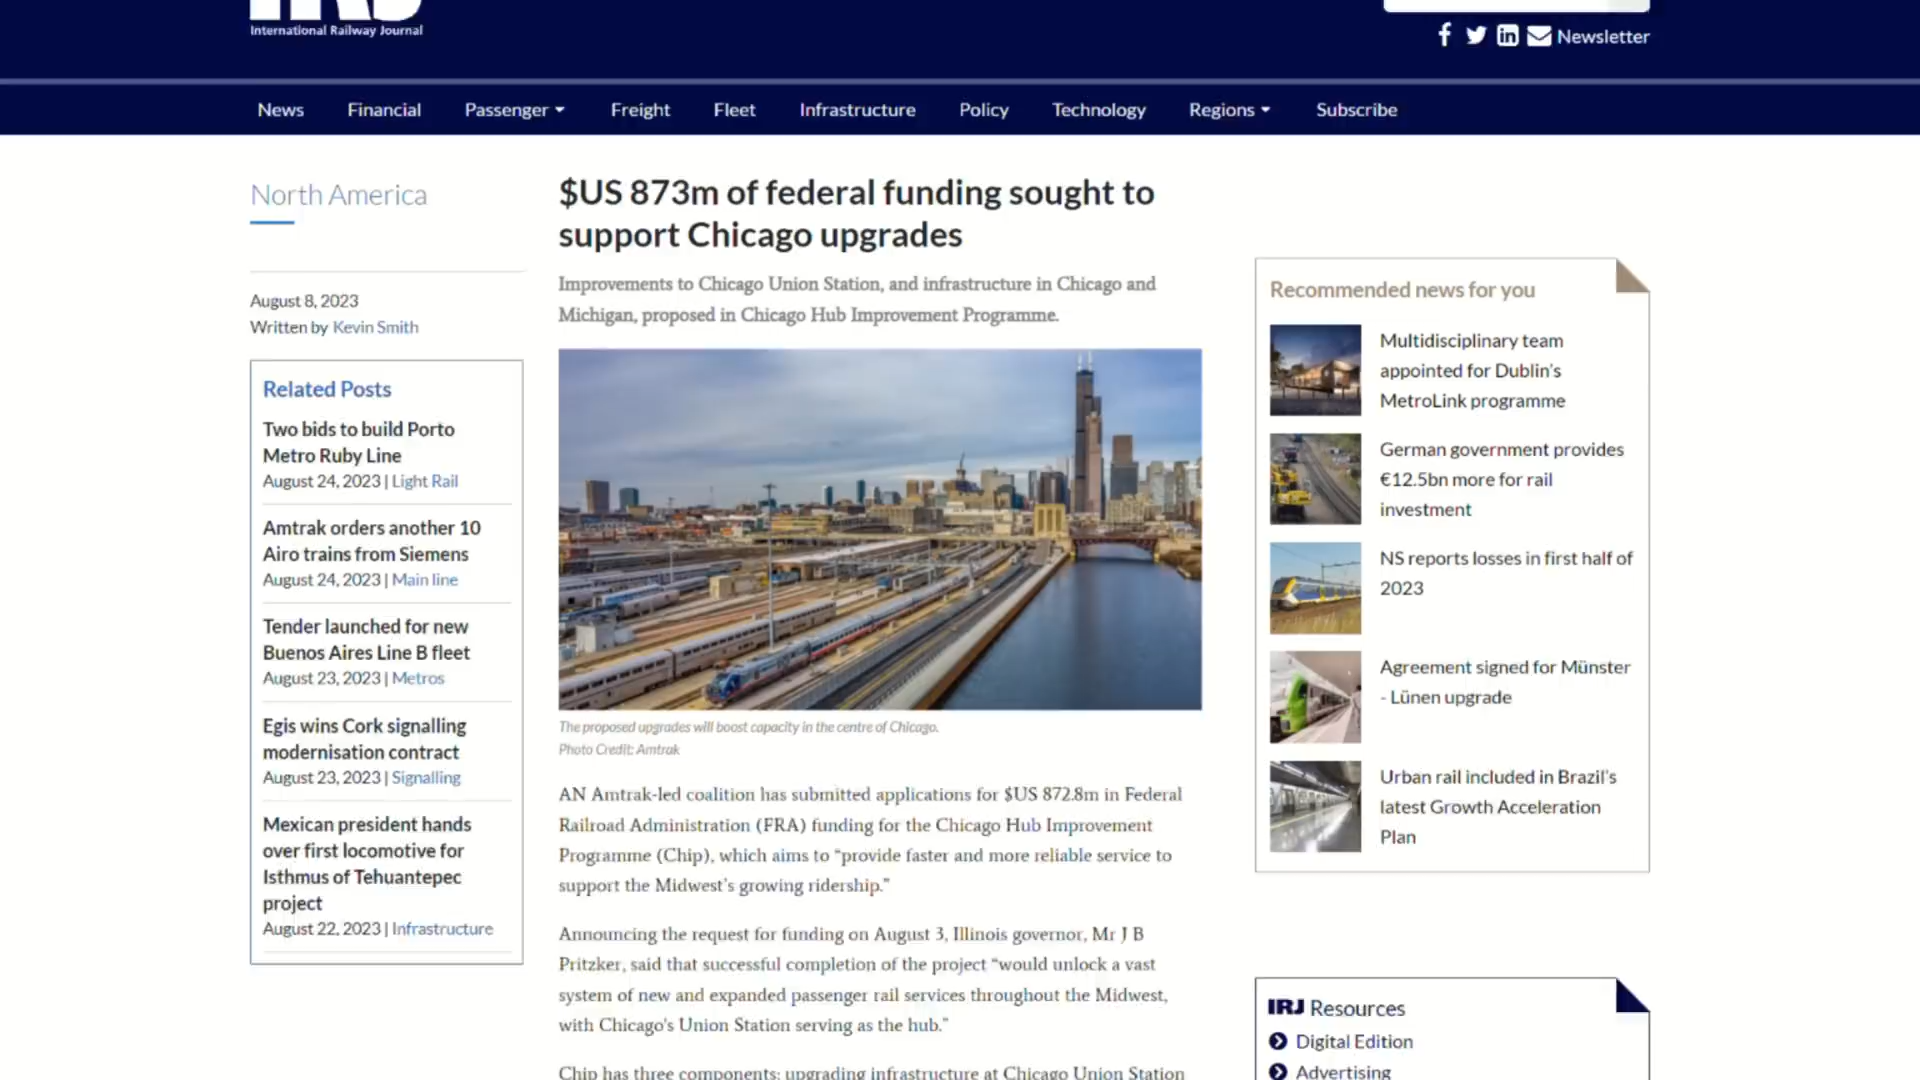 International Railway Journal
Newsletter
News Financial Passenger Freight Fleet Infrastructure Policy Technology Regions Subscribe
North America
August 8, 2023
Written by Kevin Smith
Related Posts
Two bids to build Porto
Metro Ruby Line
August 24, 2023 | Light Rail
Amtrak orders another 10
Airo trains from Siemens
August 24, 2023 | Main line
Tender launched for new
Buenos Aires Line B fleet
August 23, 2023 | Metros
Egis wins Cork signalling
modernisation contract
August 23, 2023 | Signalling
Mexican president hands
over first locomotive for
Isthmus of Tehuantepec
project
August 22, 2023 | Infrastructure
$US 873m of federal funding sought to
support Chicago upgrades
Improvements to Chicago Union Station, and infrastructure in Chicago and
Michigan, proposed in Chicago Hub Improvement Programme.
The proposed upgrades will boost capacity in the centre of Chicago.
Photo Credit: Amtrak
AN Amtrak-led coalition has submitted applications for $US 872.8m in Federal
Railroad Administration (FRA) funding for the Chicago Hub Improvement
Programme (Chip), which aims to “provide faster and more reliable service to
support the Midwest’s growing ridership.”
Announcing the request for funding on August 3, Illinois governor, Mr J B
Pritzker, said that successful completion of the project “would unlock a vast
system of new and expanded passenger rail services throughout the Midwest,
with Chicago’s Union Station serving as the hub.”
Chip has three components: upgrading infrastructure at Chicago Union Station
Recommended news for you
Multidisciplinary team
appointed for Dublin’s
MetroLink programme
German government provides
€12.5bn more for rail
investment
NS reports losses in first half of
2023
Agreement signed for Münster
- Lünen upgrade
Urban rail included in Brazil’s
latest Growth Acceleration
Plan
IRJ Resources
Digital Edition
Advertising